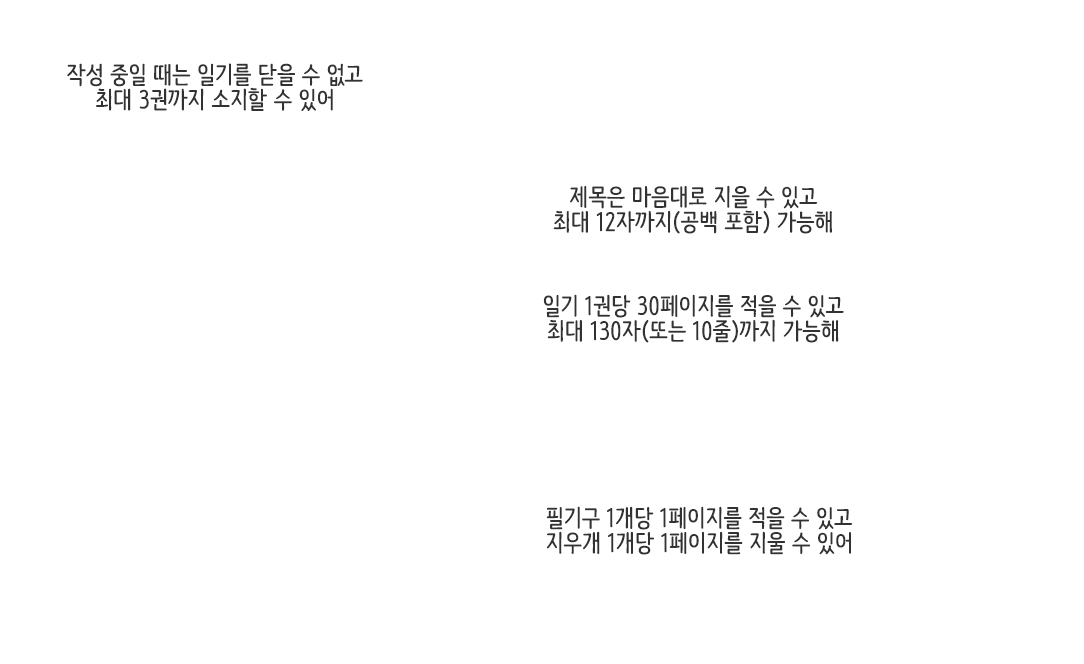 작성 중일 때는 일기를 닫을 수 없고
최대 3권까지 소지할 수 있어
제목은 마음대로 지을 수 있고
최대 12자까지(공백 포함) 가능해
일기 1권당 30페이지를 적을 수 있고
최대 130자(또는 10줄)까지 가능해
필기구 1개당 1페이지를 적을 수 있고
지우개 1개당 1페이지를 지울 수 있어